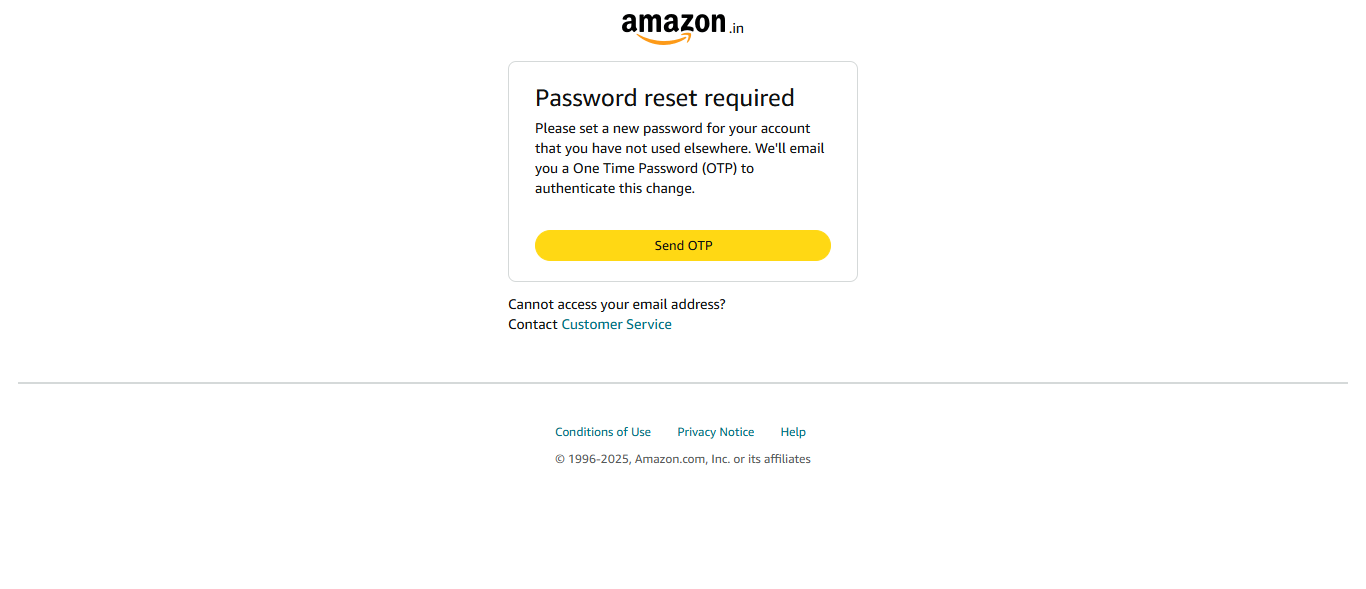 amazon.in
Password reset required
Please set a new password for your account
that you have not used elsewhere. We'll email
you a One Time Password (OTP) to
authenticate this change.
Send OTP
Cannot access your email address?
Contact Customer Service
Conditions of Use Privacy Notice Help
© 1996-2025, Amazon.com, Inc. or its affiliates